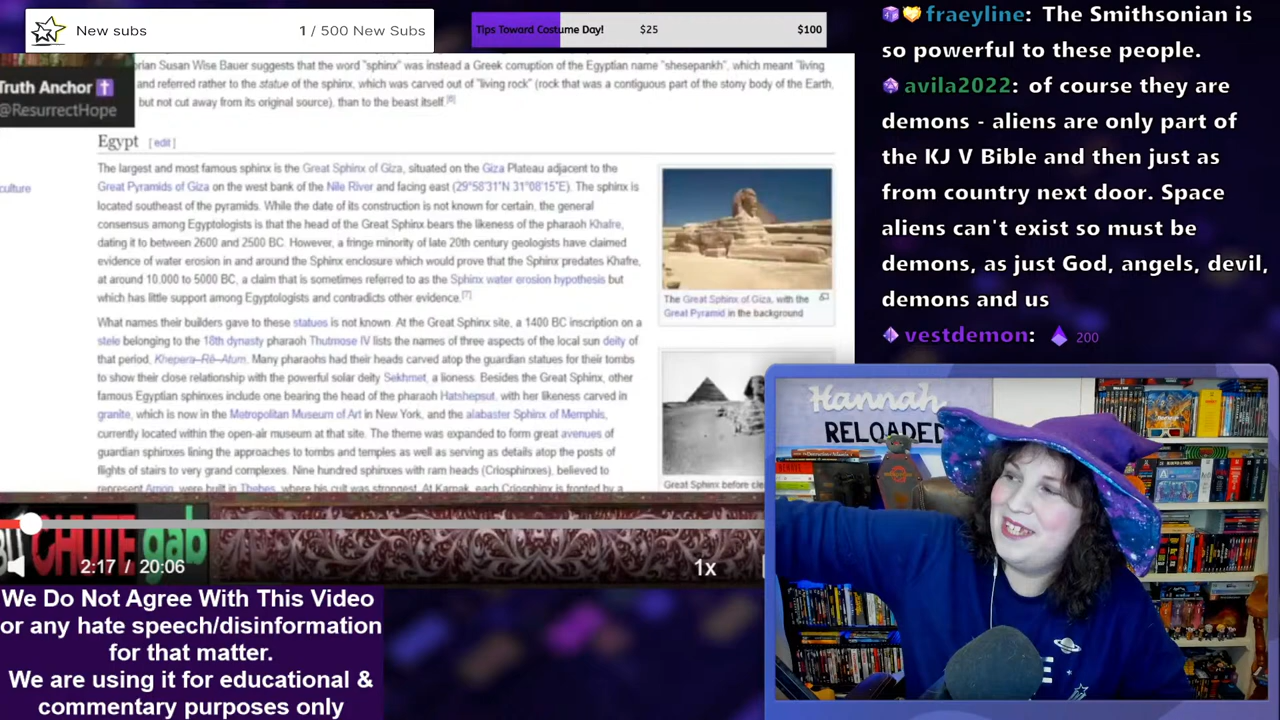 New subs
1 / 500 New Subs
Tips Toward Costume Day!
$25
$100
Truth Anchor
@ResurrectHope
orian Susan Wise Bauer suggests that the word "sphinx" was instead a Greek corruption of the Egyptian name "shesepankh", which meant "living
and referred rather to the statue of the sphinx, which was carved out of "living rock" (rock that was a contiguous part of the stony body of the Earth,
but not cut away from its original source), than to the beast itself.[6]
culture
Egypt [edit]
The largest and most famous sphinx is the Great Sphinx of Giza, situated on the Giza Plateau adjacent to the
Great Pyramids of Giza on the west bank of the Nile River and facing east (29°58′31″N 31°08′15″E). The sphinx is
located southeast of the pyramids. While the date of its construction is not known for certain, the general
consensus among Egyptologists is that the head of the Great Sphinx bears the likeness of the pharaoh Khafre,
dating it to between 2600 and 2500 BC. However, a fringe minority of late 20th century geologists have claimed
evidence of water erosion in and around the Sphinx enclosure which would prove that the Sphinx predates Khafre,
at around 10,000 to 5000 BC, a claim that is sometimes referred to as the Sphinx water erosion hypothesis but
which has little support among Egyptologists and contradicts other evidence.[7]
The Great Sphinx of Giza, with the
Great Pyramid in the background
What names their builders gave to these statues is not known. At the Great Sphinx site, a 1400 BC inscription on a
stele belonging to the 18th dynasty pharaoh Thutmose IV lists the names of three aspects of the local sun deity of
that period, Khepera–Rê–Atum. Many pharaohs had their heads carved atop the guardian statues for their tombs
to show their close relationship with the powerful solar deity Sekhmet, a lioness. Besides the Great Sphinx, other
famous Egyptian sphinxes include one bearing the head of the pharaoh Hatshepsut, with her likeness carved in
granite, which is now in the Metropolitan Museum of Art in New York, and the alabaster Sphinx of Memphis,
currently located within the open-air museum at that site. The theme was expanded to form great avenues of
guardian sphinxes lining the approaches to tombs and temples as well as serving as details atop the posts of
flights of stairs to very grand complexes. Nine hundred sphinxes with ram heads (Criosphinxes), believed to
represent Amon, were built in Thebes, where his cult was strongest. At Karnak, each Criosphinx is fronted by a
Great Sphinx before cle
CHUTE gab
2:17 / 20:06
1x
We Do Not Agree With This Video
or any hate speech/disinformation
for that matter.
We are using it for educational &
commentary purposes only
fraeyline: The Smithsonian is
so powerful to these people.
avila2022: of course they are
demons - aliens are only part of
the KJ V Bible and then just as
from country next door. Space
aliens can't exist so must be
demons, as just God, angels, devil,
demons and us
vestdemon: 200
Hannah
RELOADED